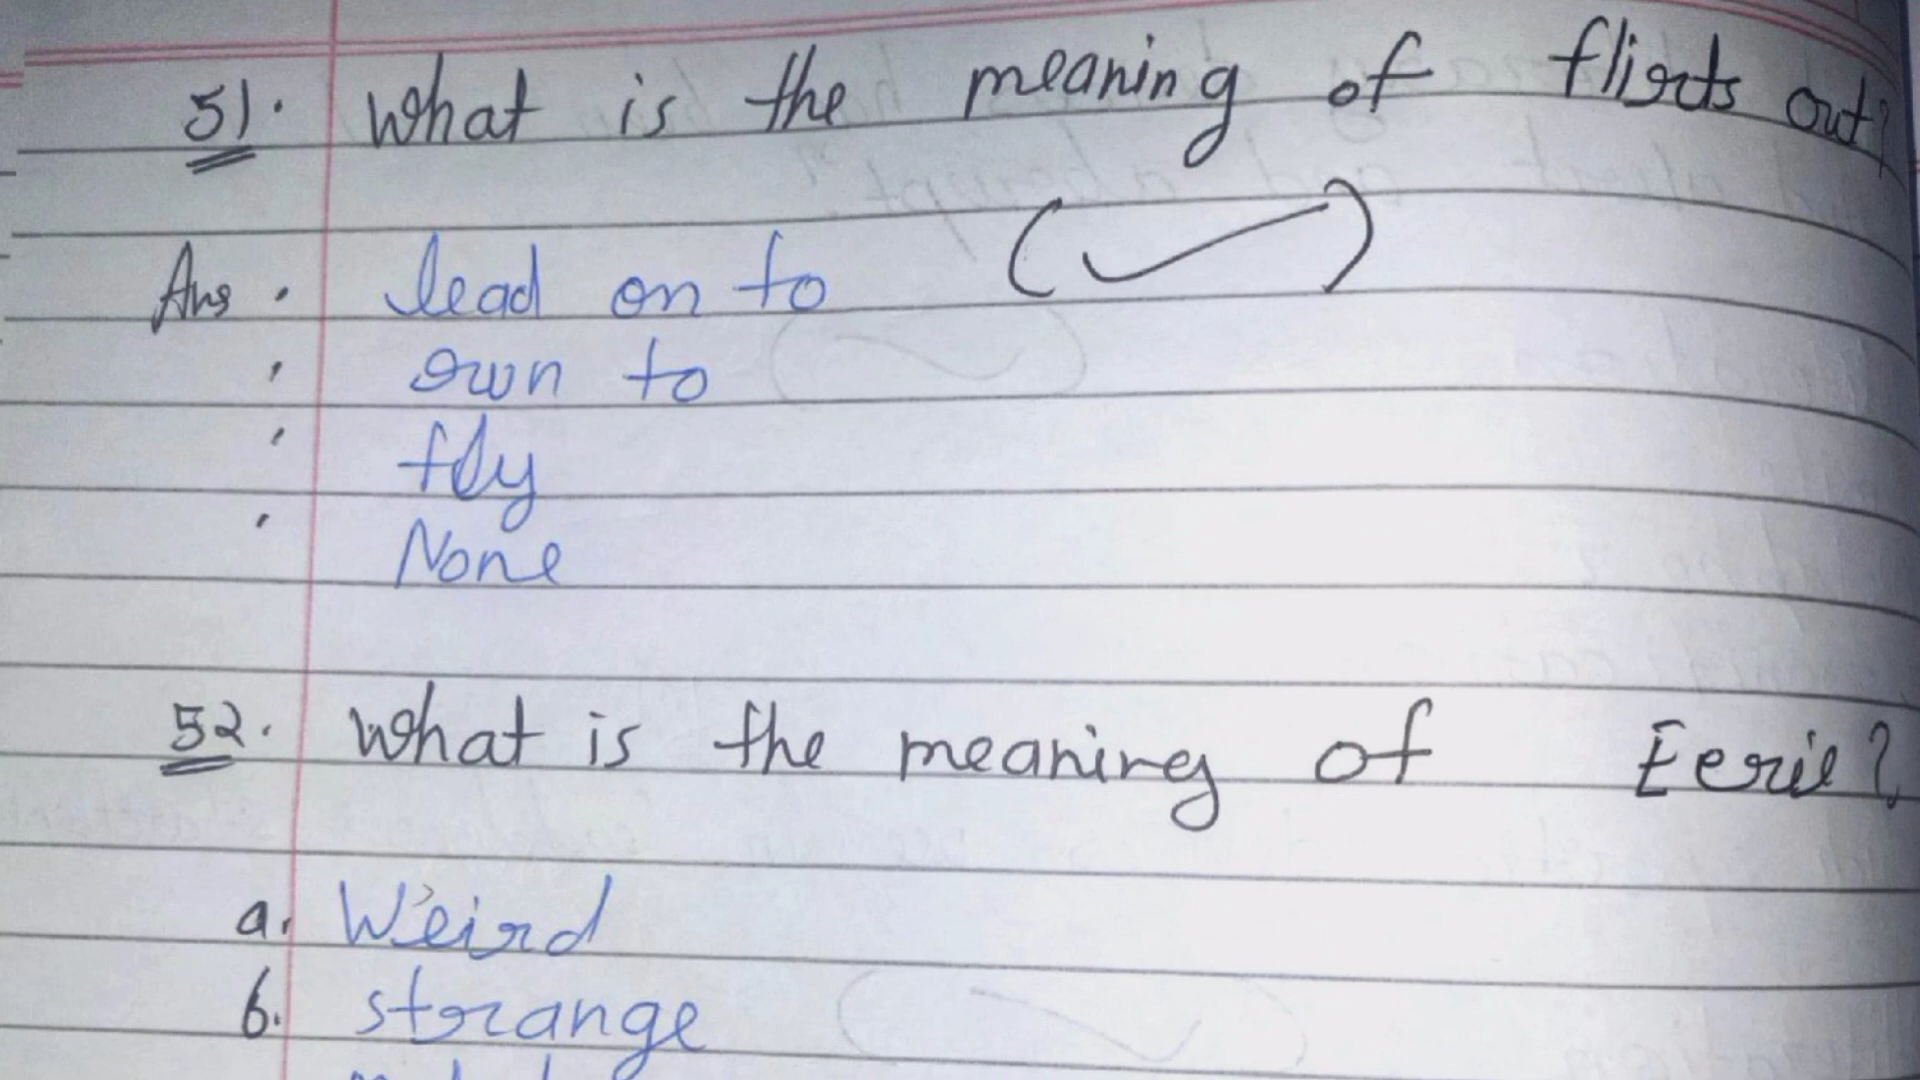 51. What is the meaning of flirts out?
Ans. lead on to (✓)
own to
fly
None
52. What is the meaning of Eerie?
a. Weird
b. strange